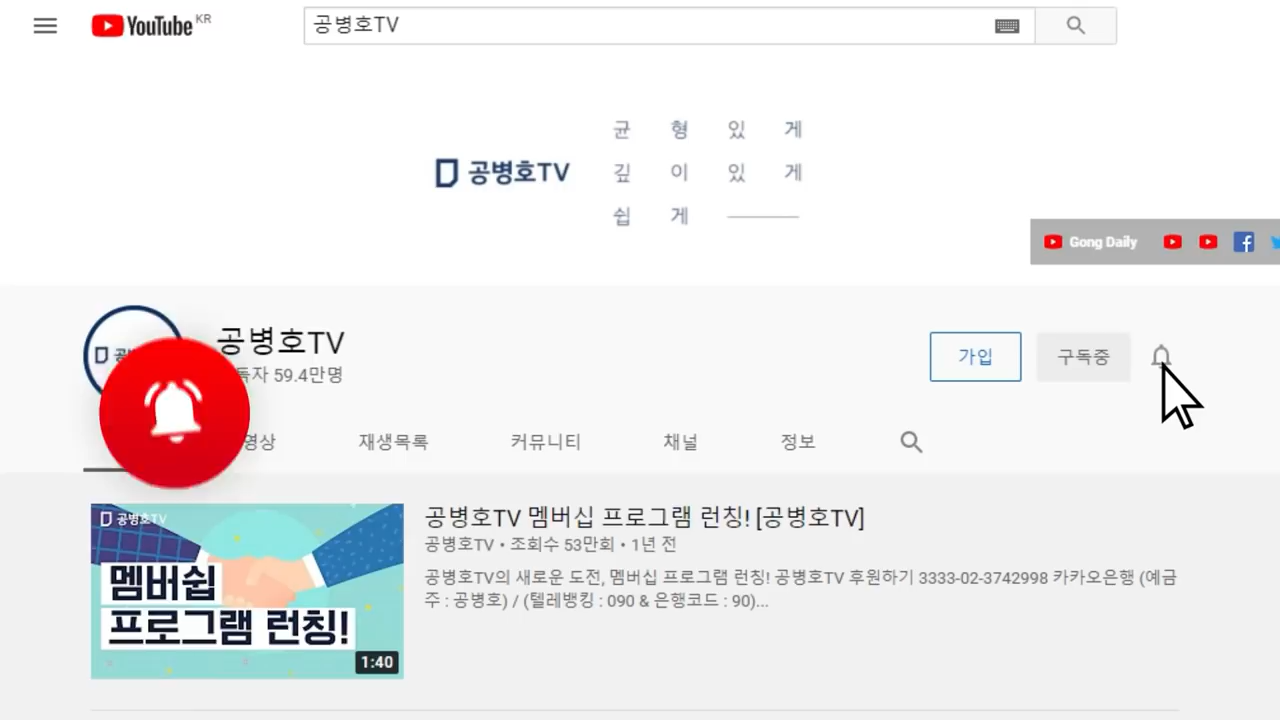 YouTube KR
공병호TV
균 형 있 게
공병호TV
깊 이 있 게
쉽 게
Gong Daily
공병호TV
독자 59.4만명
가입
구독중
영상
재생목록
커뮤니티
채널
정보
공병호TV
멤버쉽
프로그램 런칭!
1:40
공병호TV 멤버십 프로그램 런칭! [공병호TV]
공병호TV • 조회수 53만회 • 1년 전
공병호TV의 새로운 도전, 멤버십 프로그램 런칭! 공병호TV 후원하기 3333-02-3742998 카카오은행 (예금
주 : 공병호) / (텔레뱅킹 : 090 & 은행코드 : 90)...